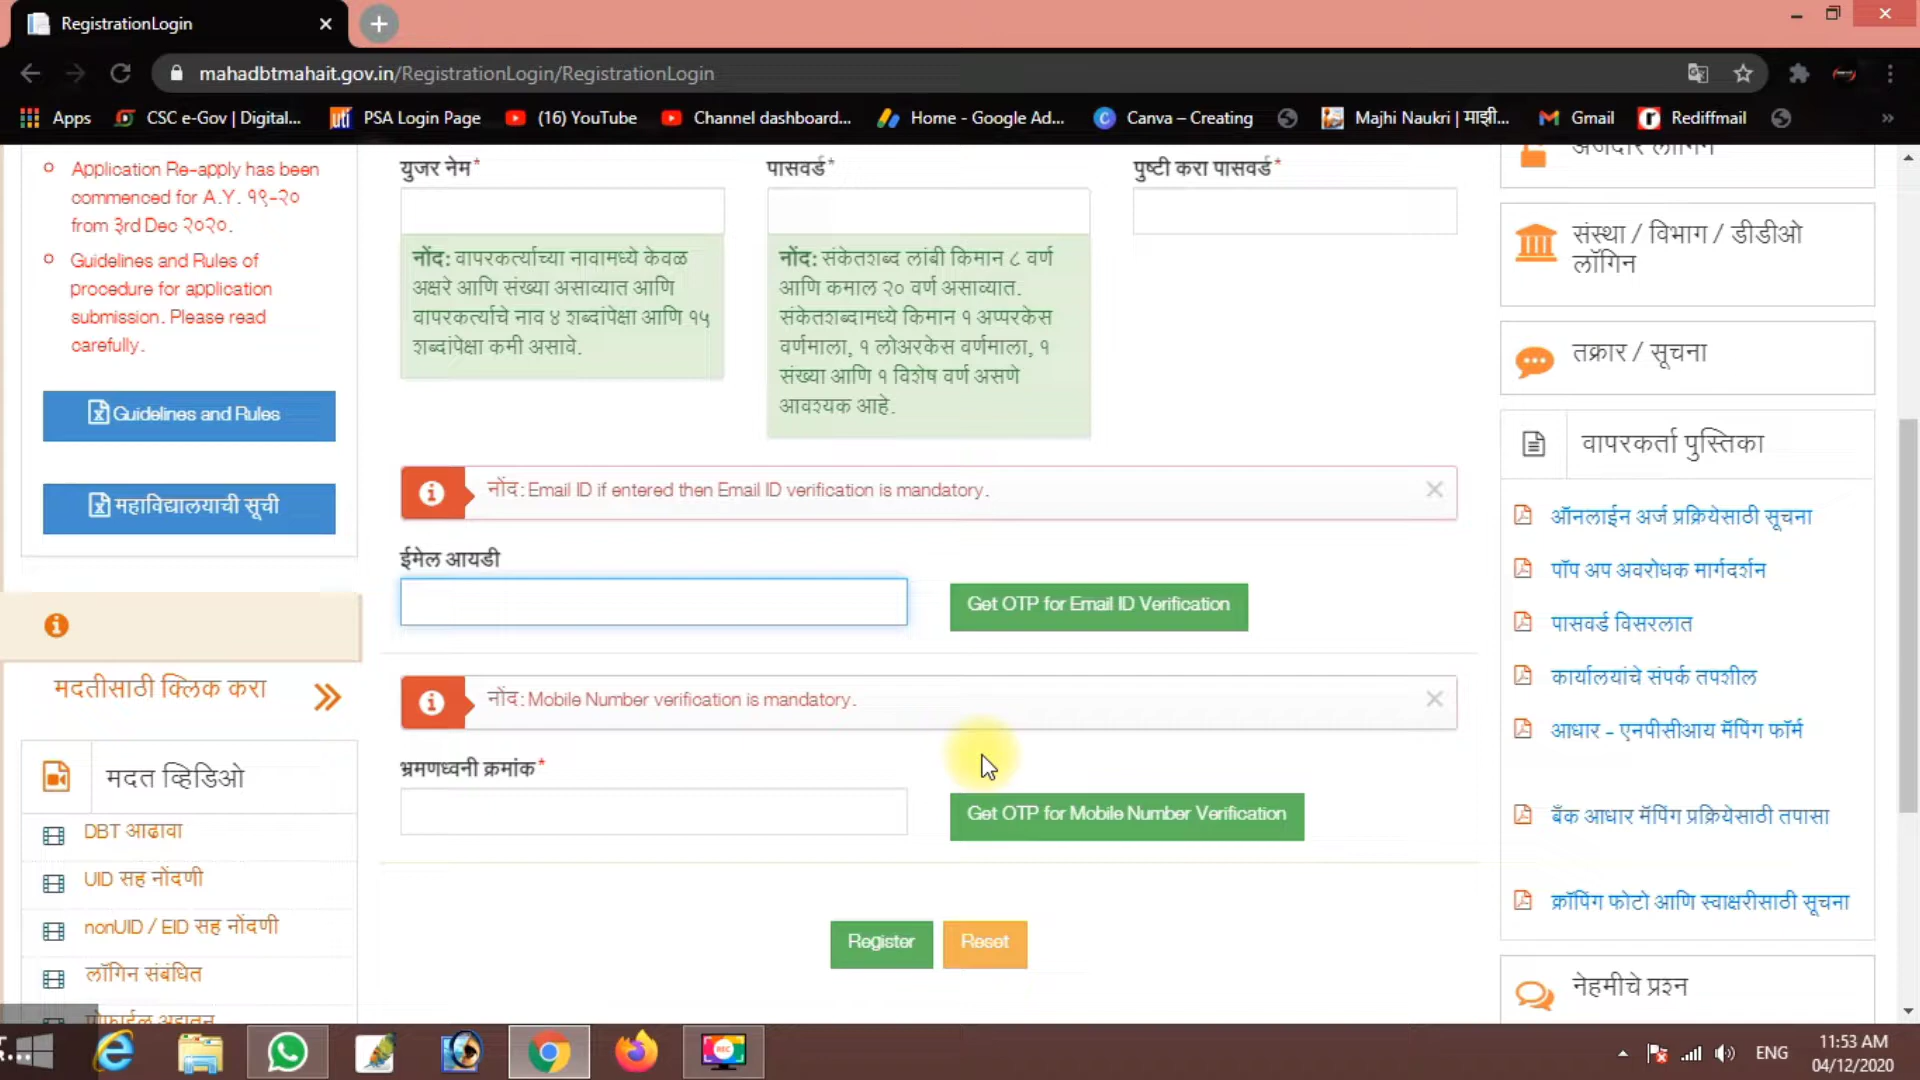 RegistrationLogin
mahadbtmahait.gov.in/RegistrationLogin/RegistrationLogin
Apps
CSC e-Gov | Digital...
uti
PSA Login Page
(16) YouTube
Channel dashboard...
Home - Google Ad...
Canva – Creating
Majhi Naukri | माझी...
Gmail
Rediffmail
»
Application Re-apply has been
commenced for A.Y. १९-२०
from ३rd Dec २०२०.
Guidelines and Rules of
procedure for application
submission. Please read
carefully.
Guidelines and Rules
महाविद्यालयाची सूची
मदतीसाठी क्लिक करा
मदत व्हिडिओ
DBT आढावा
UID सह नोंदणी
nonUID / EID सह नोंदणी
लॉगिन संबंधित
युजर नेम*
पासवर्ड*
पुष्टी करा पासवर्ड*
नोंद: वापरकर्त्याच्या नावामध्ये केवळ
अक्षरे आणि संख्या असाव्यात आणि
वापरकर्त्याचे नाव ४ शब्दांपेक्षा आणि १५
शब्दांपेक्षा कमी असावे.
नोंद: संकेतशब्द लांबी किमान ८ वर्ण
आणि कमाल २० वर्ण असाव्यात.
संकेतशब्दामध्ये किमान १ अप्परकेस
वर्णमाला, १ लोअरकेस वर्णमाला, १
संख्या आणि १ विशेष वर्ण असणे
आवश्यक आहे.
नोंद: Email ID if entered then Email ID verification is mandatory.
ईमेल आयडी
Get OTP for Email ID Verification
नोंद: Mobile Number verification is mandatory.
भ्रमणध्वनी क्रमांक*
Get OTP for Mobile Number Verification
Register
Reset
अर्जदार लॉगिन
संस्था / विभाग / डीडीओ
लॉगिन
तक्रार / सूचना
वापरकर्ता पुस्तिका
ऑनलाईन अर्ज प्रक्रियेसाठी सूचना
पॉप अप अवरोधक मार्गदर्शन
पासवर्ड विसरलात
कार्यालयांचे संपर्क तपशील
आधार - एनपीसीआय मॅपिंग फॉर्म
बँक आधार मॅपिंग प्रक्रियेसाठी तपासा
क्रॉपिंग फोटो आणि स्वाक्षरीसाठी सूचना
नेहमीचे प्रश्न
REC
ENG
11:53 AM
04/12/2020